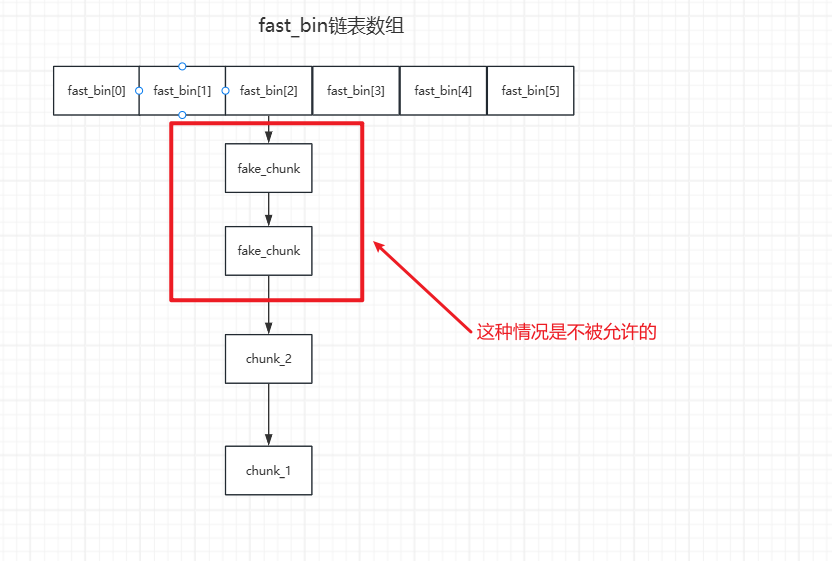 fast_bin链表数组
fast_bin[0] fast_bin[1] fast_bin[2] fast_bin[3] fast_bin[4] fast_bin[5]
fake_chunk
fake_chunk
这种情况是不被允许的
chunk_2
chunk_1